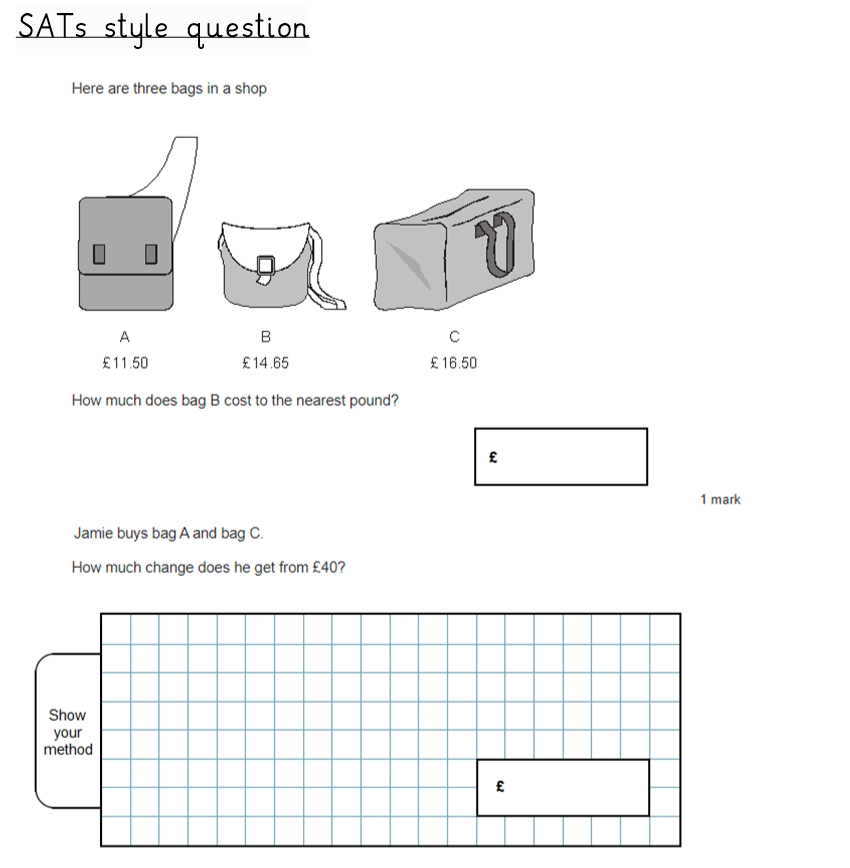 SATs style question
Here are three bags in a shop
A B C
£11.50 £14.65 £16.50
How much does bag B cost to the nearest pound?
£
1 mark
Jamie buys bag A and bag C.
How much change does he get from £40?
Show
your
method
£